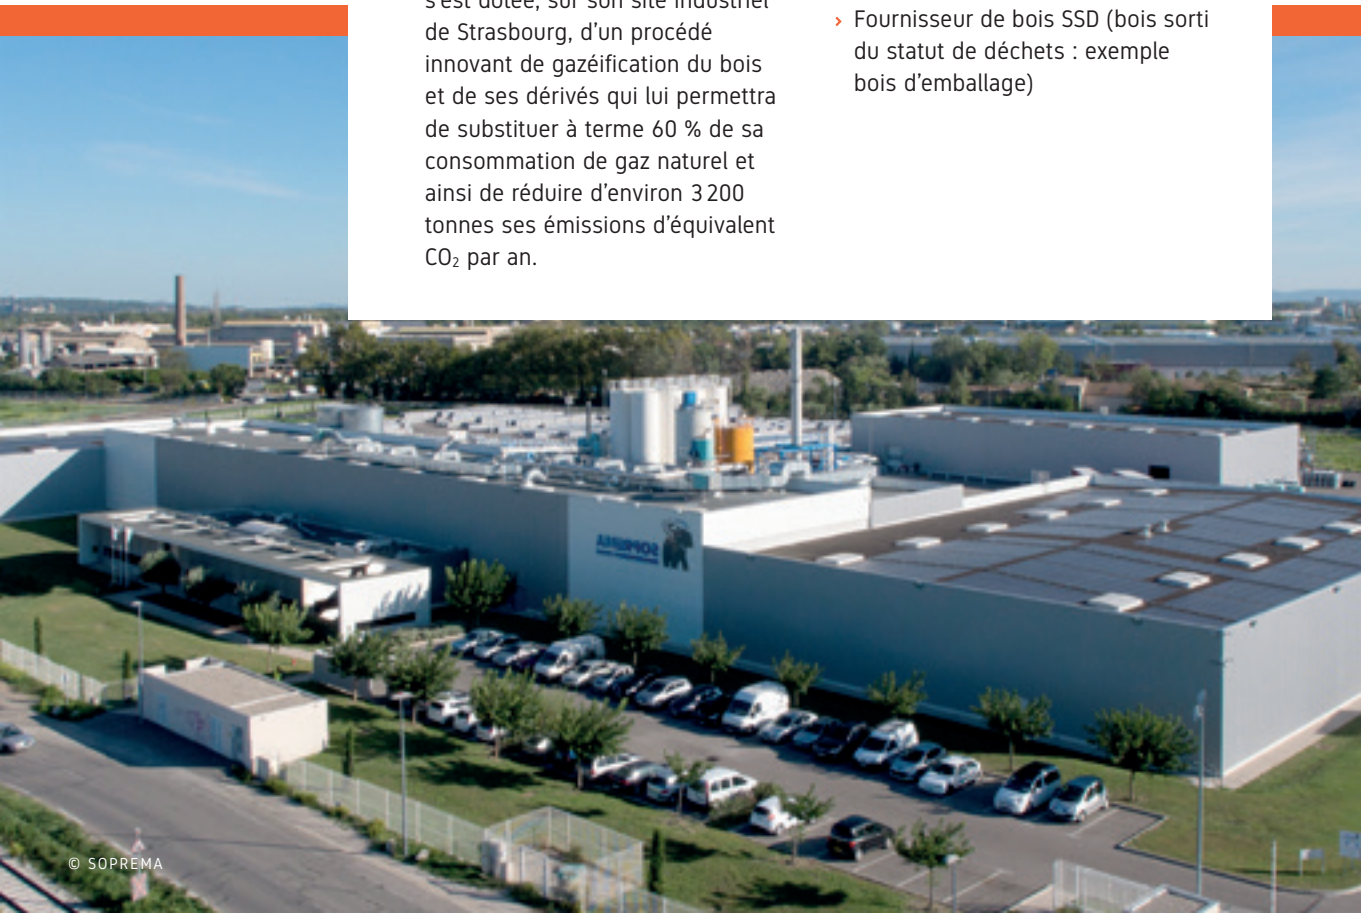 s'est dotée, sur son site industriel
de Strasbourg, d'un procédé
innovant de gazéification du bois
et de ses dérivés qui lui permettra
de substituer à terme 60 % de sa
consommation de gaz naturel et
ainsi de réduire d'environ 3 200
tonnes ses émissions d'équivalent
CO₂ par an.
› Fournisseur de bois SSD (bois sorti
du statut de déchets : exemple
bois d'emballage)
SOPREMA
© SOPREMA